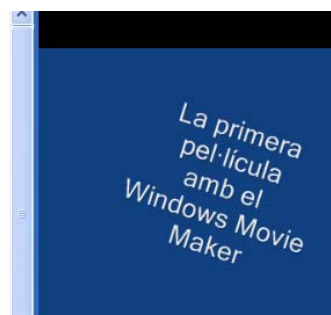 La primera
pel·lícula
amb el
Windows Movie
Maker